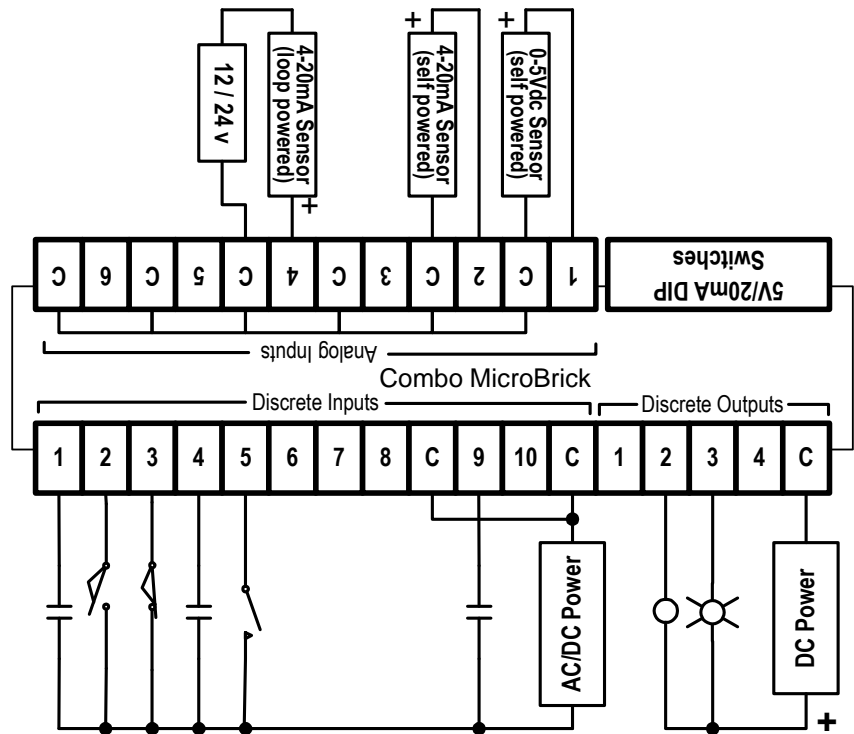 12 / 24 v
4-20mA Sensor
(loop powered)
+
+
4-20mA Sensor
(self powered)
+
0-5Vdc Sensor
(self powered)
C 6 C 5 C 4 C 3 C 2 C 1
5V/20mA DIP
Switches
Analog Inputs
Combo MicroBrick
Discrete Inputs
Discrete Outputs
1 2 3 4 5 6 7 8 C 9 10 C 1 2 3 4 C
AC/DC Power
DC Power
+